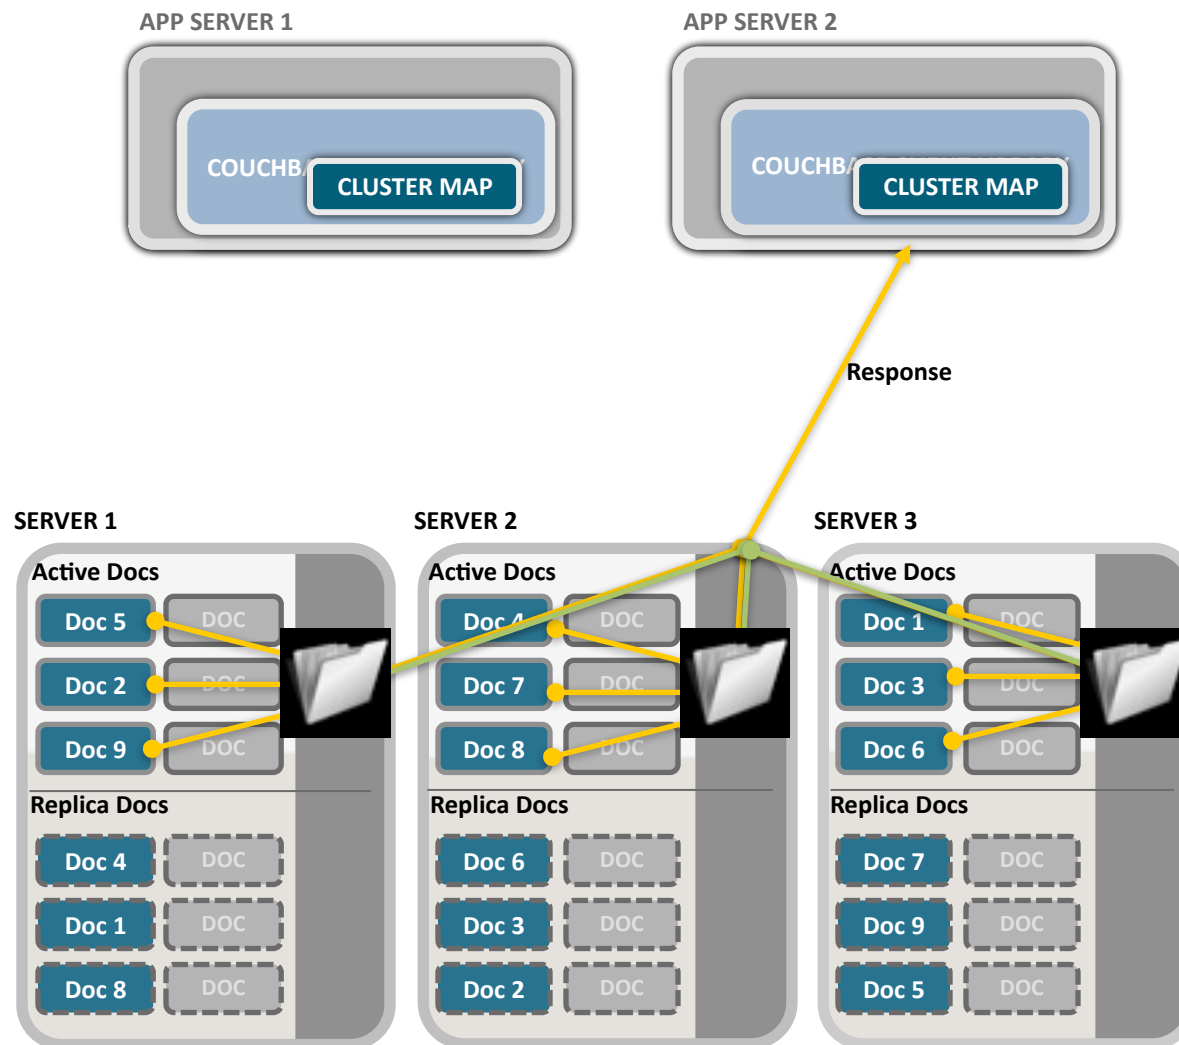 APP SERVER 1
APP SERVER 2
CLUSTER MAP
CLUSTER MAP
Response
SERVER 1
Active Docs
Doc 5 DOC
Doc 2 DOC
Doc 9 DOC
Replica Docs
Doc 4 DOC
Doc 1 DOC
Doc 8 DOC
SERVER 2
Active Docs
Doc 4 DOC
Doc 7 DOC
Doc 8 DOC
Replica Docs
Doc 6 DOC
Doc 3 DOC
Doc 2 DOC
SERVER 3
Active Docs
Doc 1 DOC
Doc 3 DOC
Doc 6 DOC
Replica Docs
Doc 7 DOC
Doc 9 DOC
Doc 5 DOC